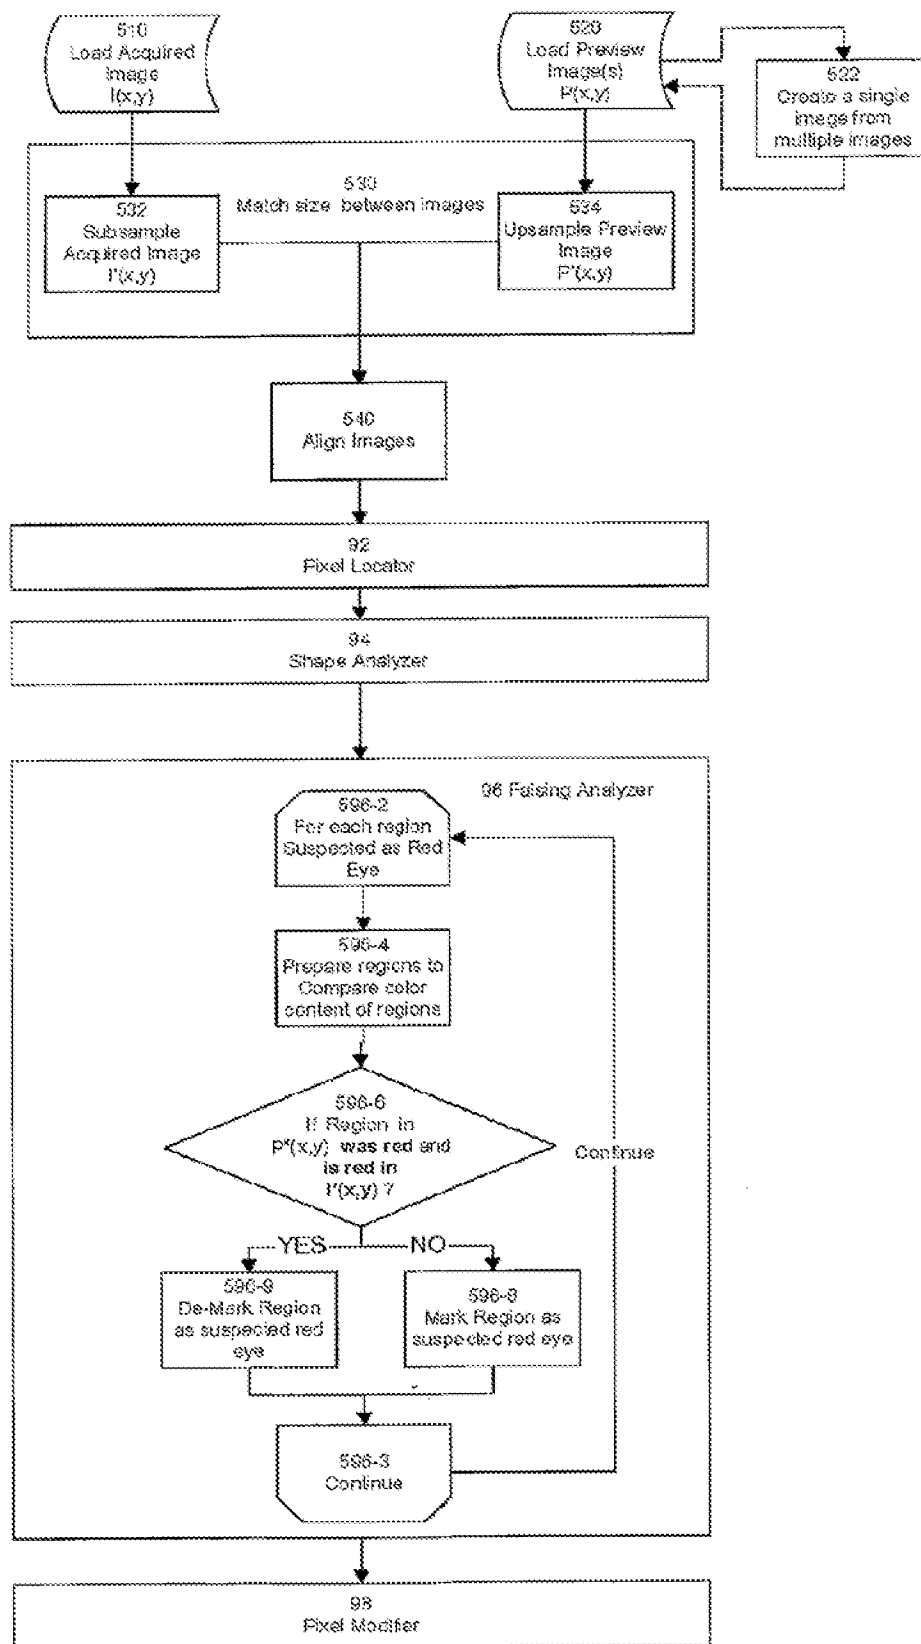 510
Load Acquired
Image
I(x,y)
520
Load Preview
Image(s)
P(x,y)
522
Create a single
image from
multiple images
530
Match size between images
532
Subsample
Acquired Image
I'(x,y)
534
Upsample Preview
Image
P'(x,y)
540
Align Images
92
Pixel Locator
94
Shape Analyzer
96 Falsing Analyzer
596-2
For each region
Suspected as Red
Eye
596-4
Prepare regions to
Compare color
content of regions
596-6
If Region in
P'(x,y) was red and
is red in
I'(x,y) ?
Continue
YES
NO
596-9
De-Mark Region
as suspected red
eye
596-8
Mark Region as
suspected red eye
596-3
Continue
98
Pixel Modifier